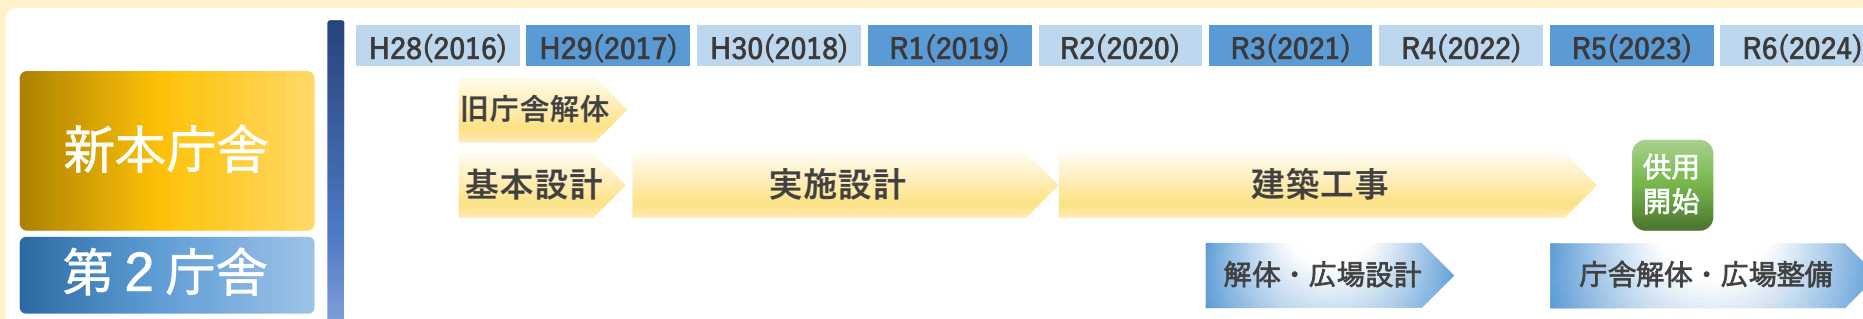 H28(2016) H29(2017) H30(2018) R1(2019) R2(2020) R3(2021) R4(2022) R5(2023) R6(2024)
新本庁舎
旧庁舎解体
基本設計 実施設計 建築工事
供用
開始
第２庁舎
解体・広場設計 庁舎解体・広場整備